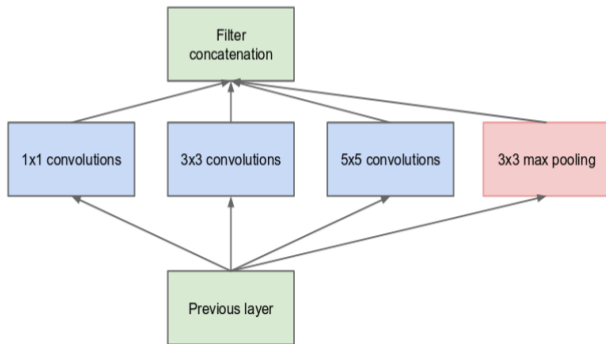 Filter
concatenation
1x1 convolutions
3x3 convolutions
5x5 convolutions
3x3 max pooling
Previous layer